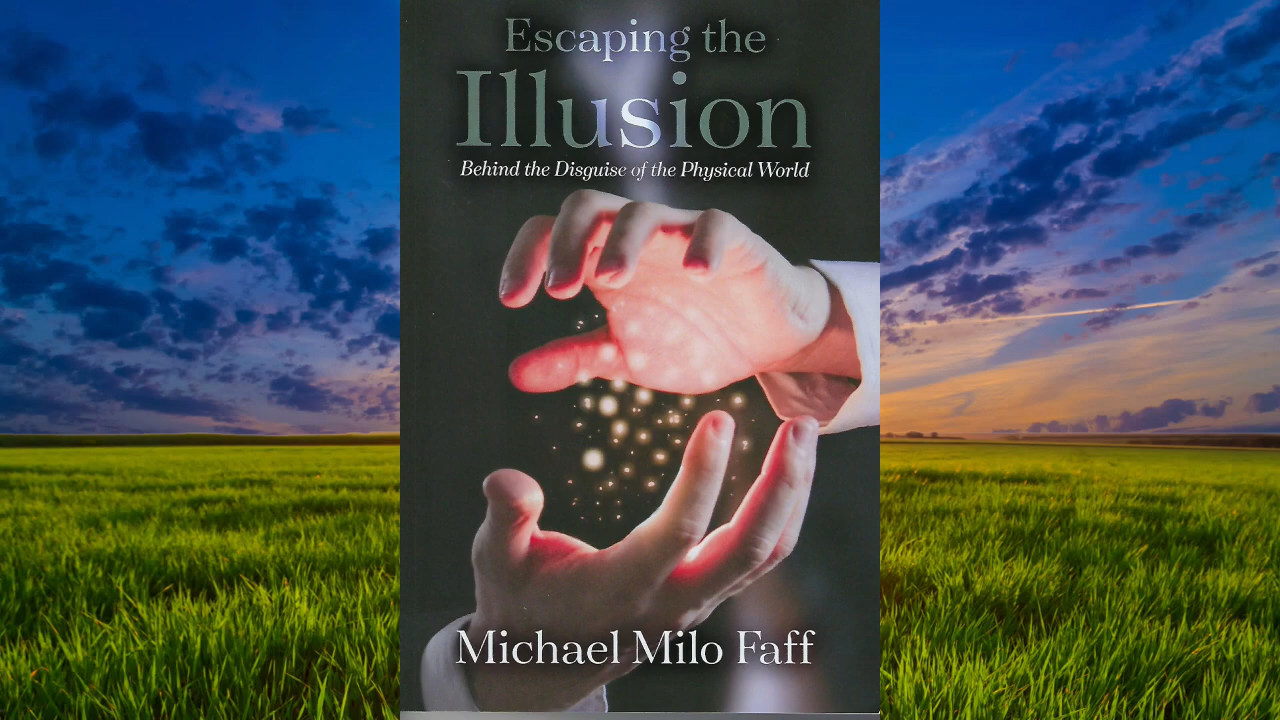 Escaping the
Illusion
Behind the Disguise of the Physical World
Michael Milo Faff